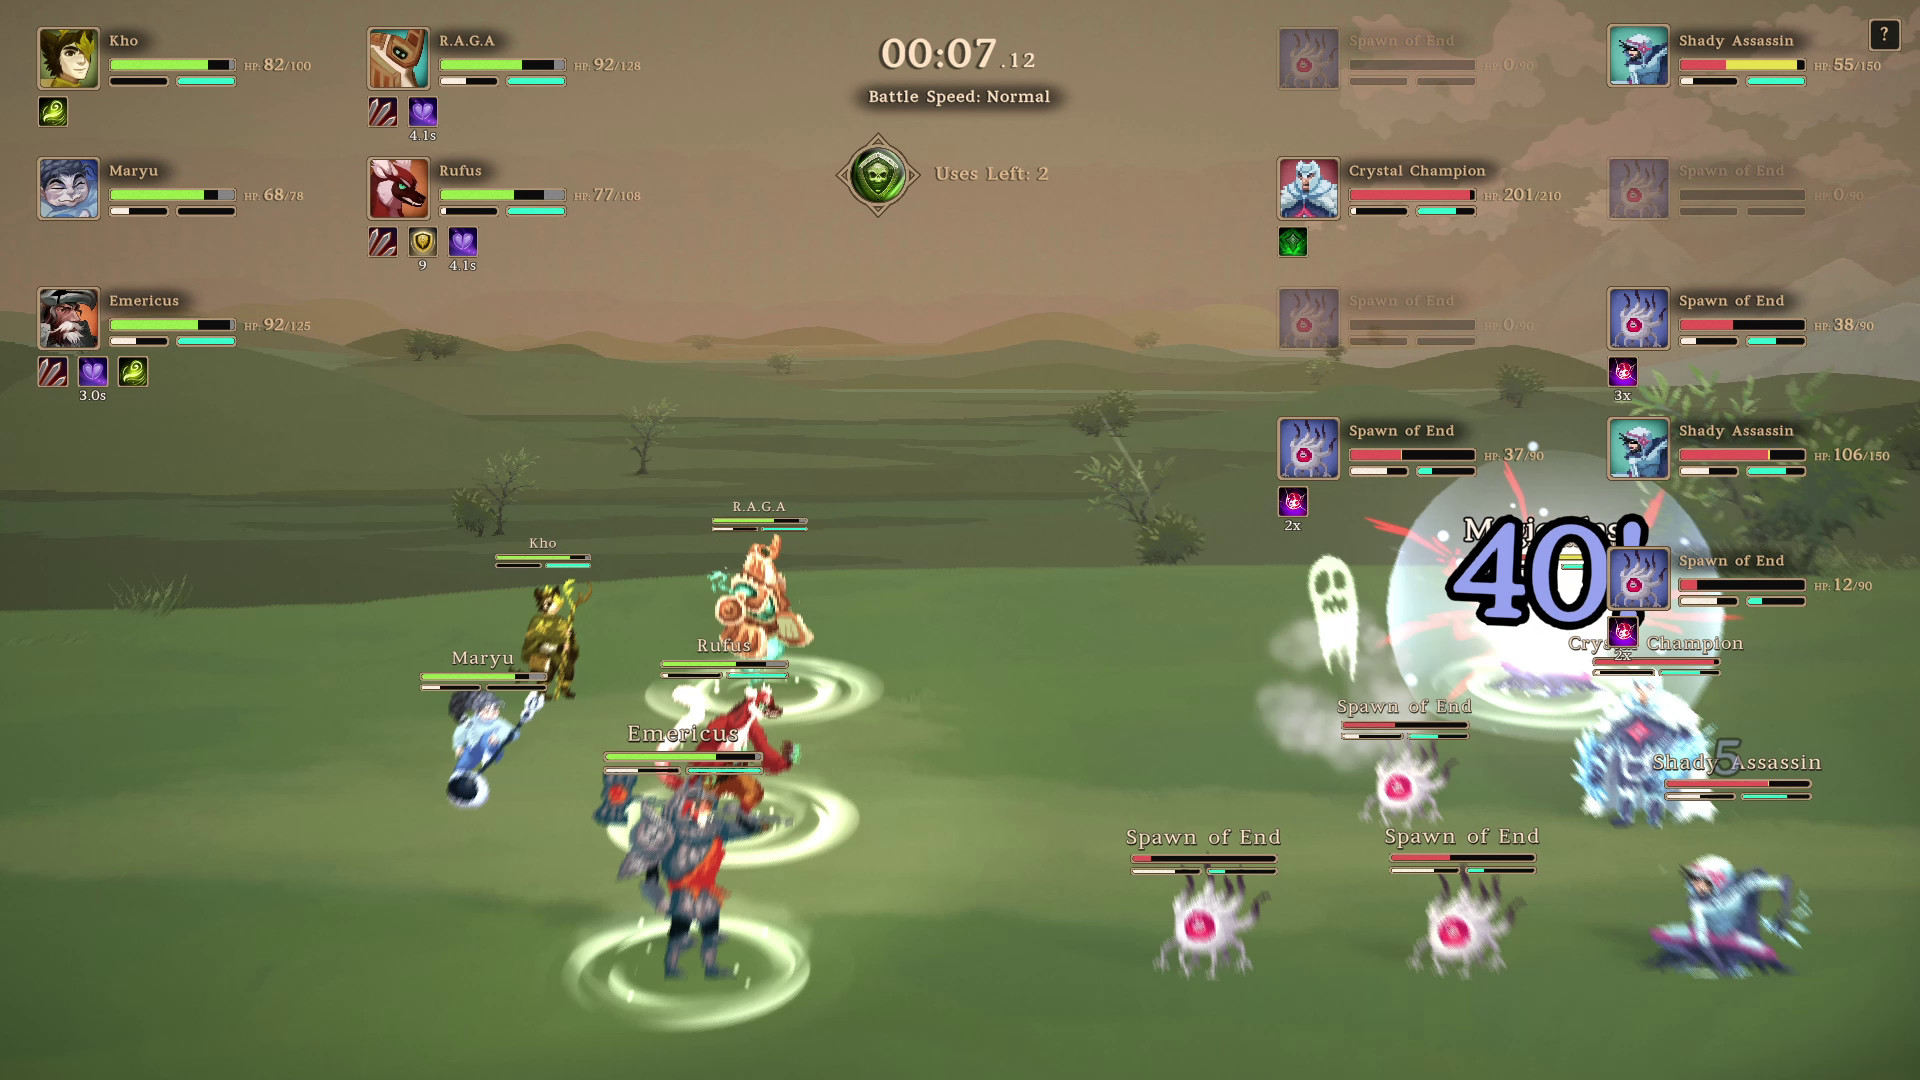 Kho
HP: 82/100
R.A.G.A
HP: 92/128
4.1s
00:07.12
Battle Speed: Normal
Spawn of End
HP: 0/90
Shady Assassin
HP: 55/150
?
Maryu
HP: 68/78
Rufus
HP: 77/108
9
4.1s
Uses Left: 2
Crystal Champion
HP: 201/210
Spawn of End
HP: 0/90
Emericus
HP: 92/125
3.0s
Spawn of End
HP: 0/90
Spawn of End
HP: 38/90
3x
Spawn of End
HP: 37/90
2x
Shady Assassin
HP: 106/150
R.A.G.A
40!
Kho
Spawn of End
HP: 12/90
2x
Rufus
Champion
Maryu
Spawn of End
Emericus
5
Shady Assassin
Spawn of End
Spawn of End